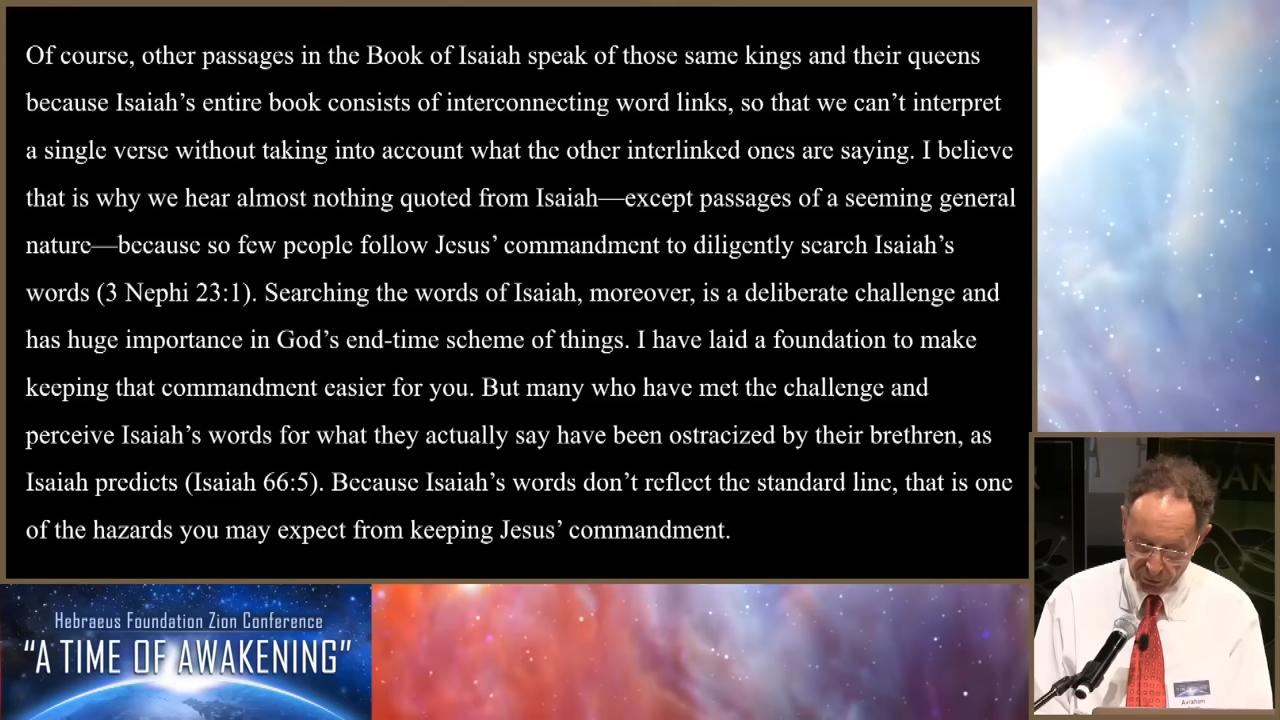 Of course, other passages in the Book of Isaiah speak of those same kings and their queens
because Isaiah’s entire book consists of interconnecting word links, so that we can’t interpret
a single verse without taking into account what the other interlinked ones are saying. I believe
that is why we hear almost nothing quoted from Isaiah—except passages of a seeming general
nature—because so few people follow Jesus’ commandment to diligently search Isaiah’s
words (3 Nephi 23:1). Searching the words of Isaiah, moreover, is a deliberate challenge and
has huge importance in God’s end-time scheme of things. I have laid a foundation to make
keeping that commandment easier for you. But many who have met the challenge and
perceive Isaiah’s words for what they actually say have been ostracized by their brethren, as
Isaiah predicts (Isaiah 66:5). Because Isaiah’s words don’t reflect the standard line, that is one
of the hazards you may expect from keeping Jesus’ commandment.
Hebraeus Foundation Zion Conference
“A TIME OF AWAKENING”
Avraham